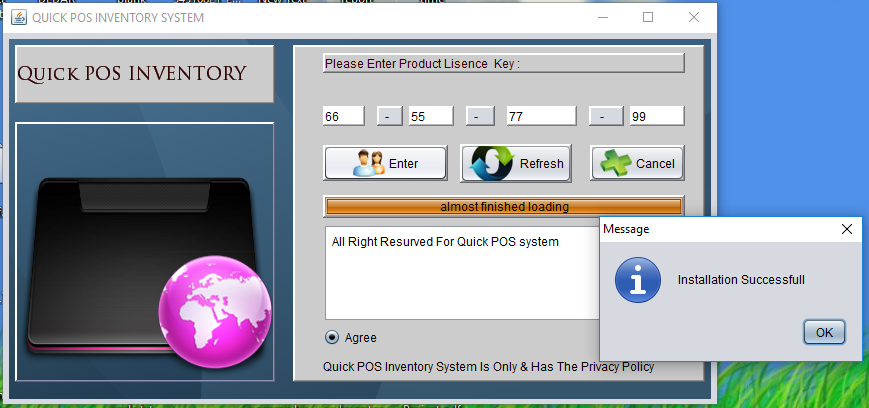 QUICK POS INVENTORY SYSTEM
Quick POS INVENTORY
Please Enter Product Lisence Key :
66 - 55 - 77 - 99
Enter Refresh Cancel
almost finished loading
All Right Resurved For Quick POS system
Agree
Quick POS Inventory System Is Only & Has The Privacy Policy
Message
Installation Successfull
OK